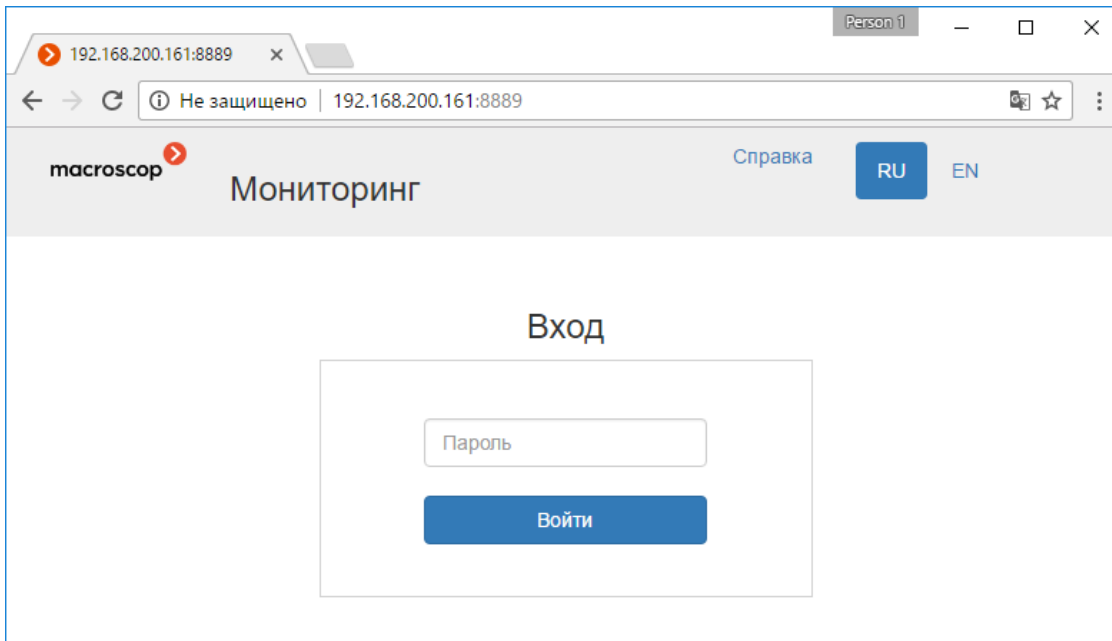 Person 1
192.168.200.161:8889
Не защищено 192.168.200.161:8889
macroscop
Мониторинг
Справка
RU
EN
Вход
Пароль
Войти